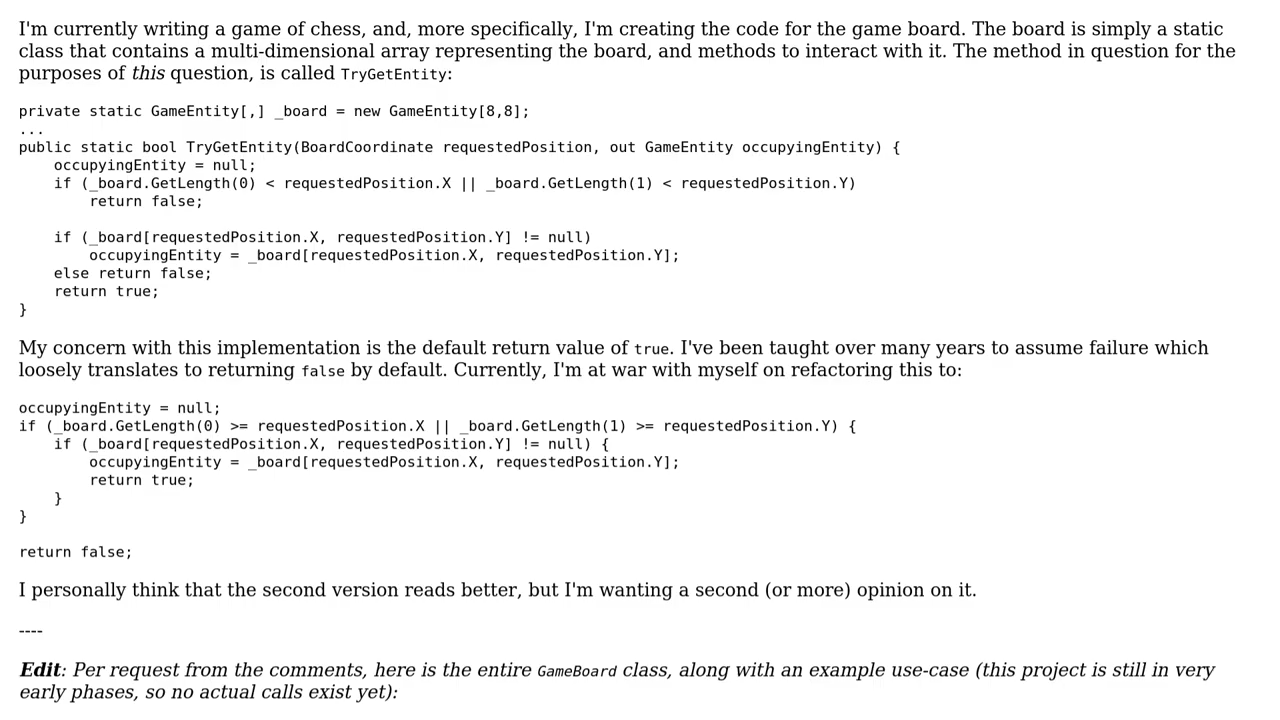 I'm currently writing a game of chess, and, more specifically, I'm creating the code for the game board. The board is simply a static
class that contains a multi-dimensional array representing the board, and methods to interact with it. The method in question for the
purposes of this question, is called TryGetEntity:
private static GameEntity[,] _board = new GameEntity[8,8];
...
public static bool TryGetEntity(BoardCoordinate requestedPosition, out GameEntity occupyingEntity) {
    occupyingEntity = null;
    if (_board.GetLength(0) < requestedPosition.X || _board.GetLength(1) < requestedPosition.Y)
        return false;
    if (_board[requestedPosition.X, requestedPosition.Y] != null)
        occupyingEntity = _board[requestedPosition.X, requestedPosition.Y];
    else return false;
    return true;
}
My concern with this implementation is the default return value of true. I've been taught over many years to assume failure which
loosely translates to returning false by default. Currently, I'm at war with myself on refactoring this to:
occupyingEntity = null;
if (_board.GetLength(0) >= requestedPosition.X || _board.GetLength(1) >= requestedPosition.Y) {
    if (_board[requestedPosition.X, requestedPosition.Y] != null) {
        occupyingEntity = _board[requestedPosition.X, requestedPosition.Y];
        return true;
    }
}
return false;
I personally think that the second version reads better, but I'm wanting a second (or more) opinion on it.
----
Edit: Per request from the comments, here is the entire GameBoard class, along with an example use-case (this project is still in very
early phases, so no actual calls exist yet):